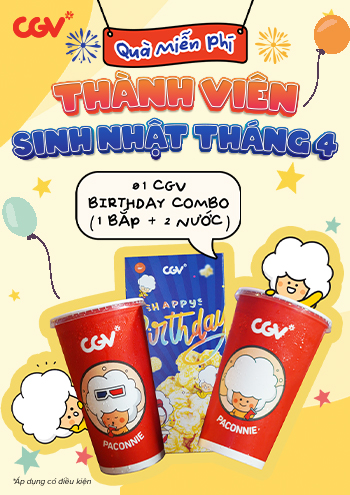 CGV*
Quà miễn phí
THÀNH VIÊN
SINH NHẬT THÁNG 4
01 CGV
BIRTHDAY COMBO
(1 BẮP + 2 NƯỚC)
CGV*
HAPPY
Birthday
CGV*
PACONNIE
CGV*
PACONNIE
*Áp dụng có điều kiện